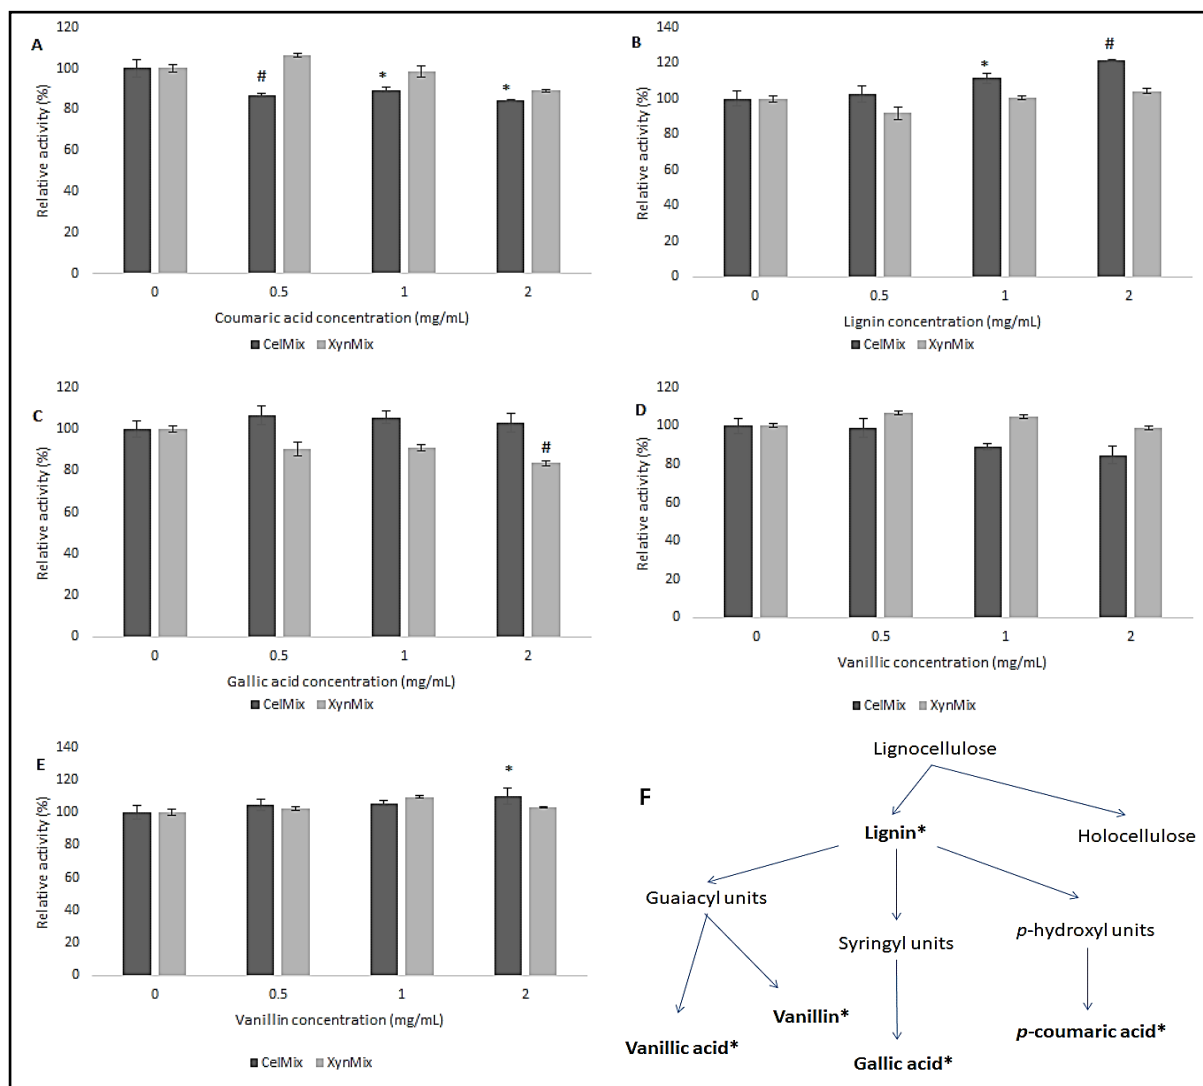 A
Relative activity (%)
120
100
80
60
40
20
0
#
*
*
0 0.5 1 2
Coumaric acid concentration (mg/mL)
CelMix XynMix
B
Relative activity (%)
140
120
100
80
60
40
20
0
*
#
0 0.5 1 2
Lignin concentration (mg/mL)
CelMix XynMix
C
Relative activity (%)
120
100
80
60
40
20
0
#
0 0.5 1 2
Gallic acid concentration (mg/mL)
CelMix XynMix
D
Relative activity (%)
120
100
80
60
40
20
0
0 0.5 1 2
Vanillic concentration (mg/mL)
CelMix XynMix
E
Relative activity (%)
140
120
100
80
60
40
20
0
*
0 0.5 1 2
Vanillin concentration (mg/mL)
CelMix XynMix
F
Lignocellulose
Lignin* Holocellulose
Guaiacyl units
Syringyl units
p-hydroxyl units
Vanillic acid*
Vanillin*
Gallic acid*
p-coumaric acid*